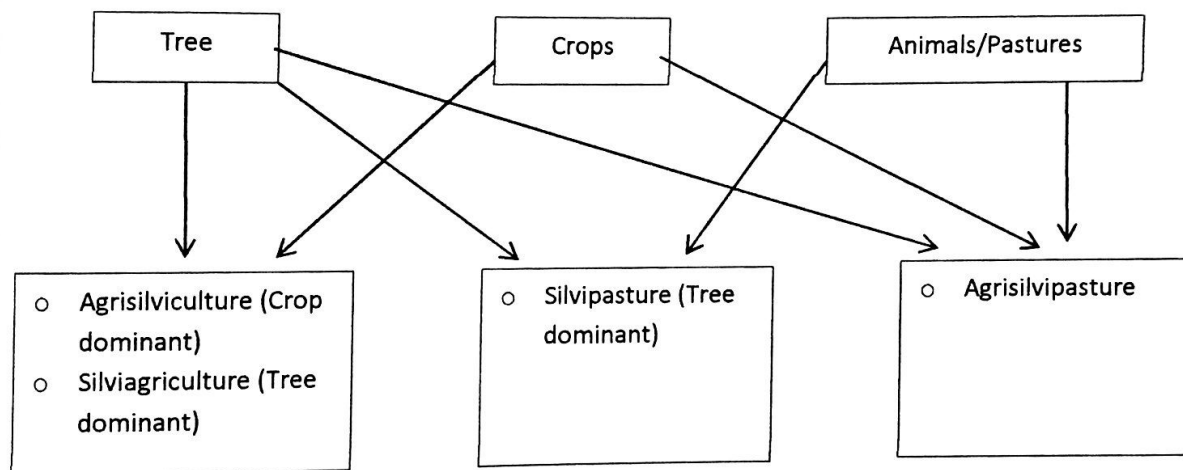 Tree
Crops
Animals/Pastures
○ Agrisilviculture (Crop
dominant)
○ Silviagriculture (Tree
dominant)
○ Silvipasture (Tree
dominant)
○ Agrisilvipasture